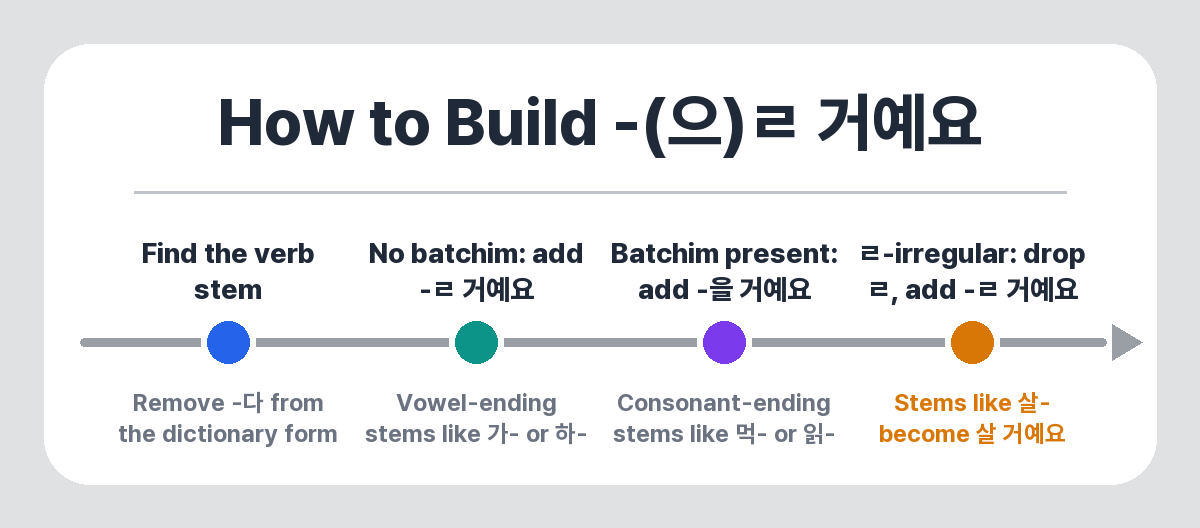 How to Build -(으)ㄹ 거예요
Find the verb
stem
No batchim: add
-ㄹ 거예요
Batchim present:
add -을 거예요
ㄹ-irregular: drop
ㄹ, add -ㄹ 거예요
Remove -다 from
the dictionary form
Vowel-ending
stems like 가- or 하-
Consonant-ending
stems like 먹- or 읽-
Stems like 살-
become 살 거예요